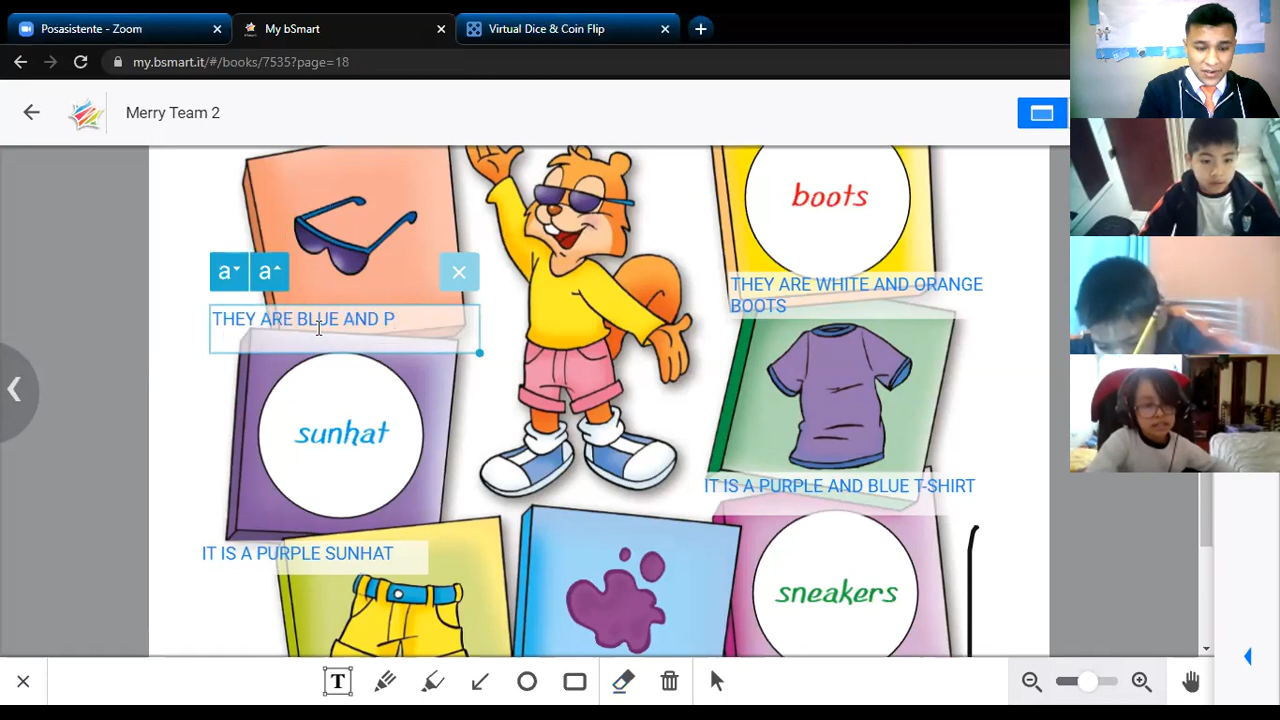 Posasistente - Zoom
My bSmart
Virtual Dice & Coin Flip
my.bsmart.it/#/books/7535?page=18
Merry Team 2
boots
a a
THEY ARE WHITE AND ORANGE
BOOTS
THEY ARE BLUE AND P
sunhat
IT IS A PURPLE AND BLUE T-SHIRT
IT IS A PURPLE SUNHAT
sneakers
T